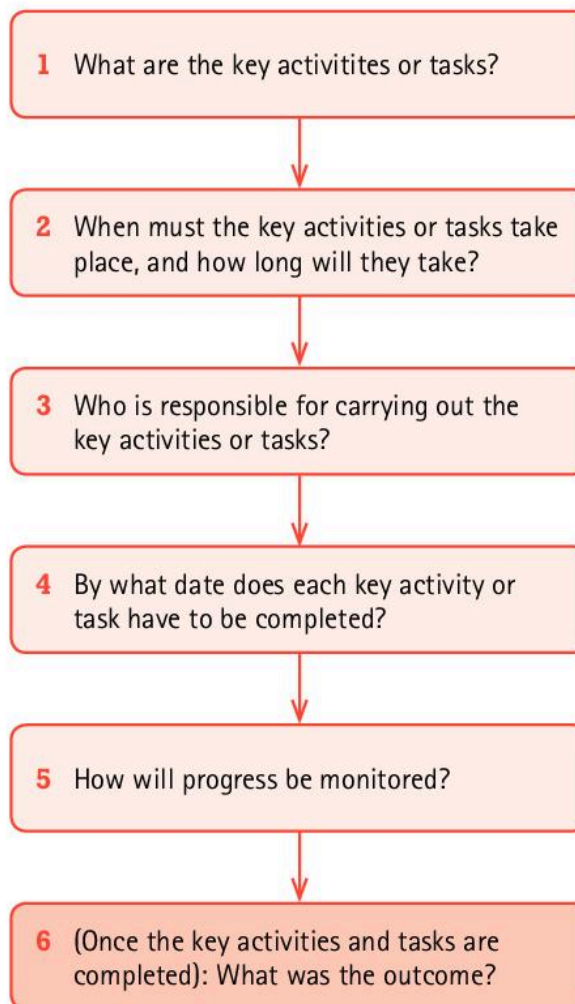 1 What are the key activitites or tasks?
2 When must the key activities or tasks take
place, and how long will they take?
3 Who is responsible for carrying out the
key activities or tasks?
4 By what date does each key activity or
task have to be completed?
5 How will progress be monitored?
6 (Once the key activities and tasks are
completed): What was the outcome?